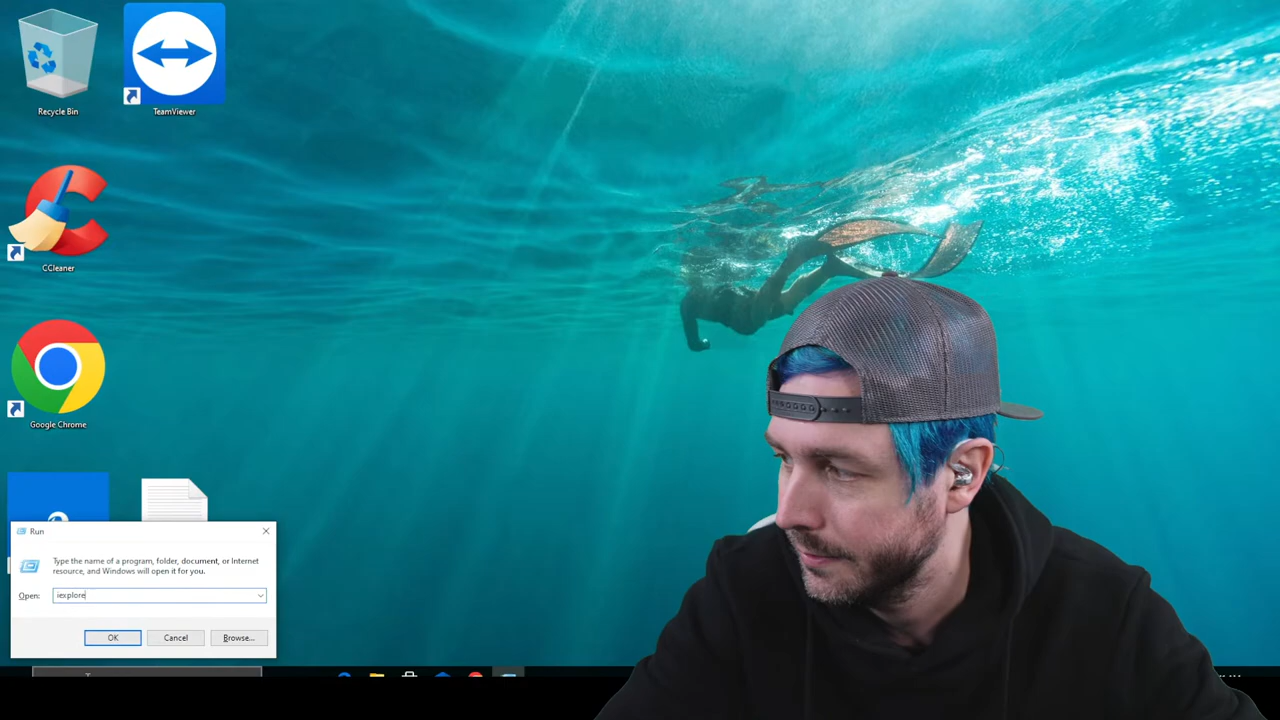 Recycle Bin
TeamViewer
CCleaner
Google Chrome
Run
Type the name of a program, folder, document, or Internet
resource, and Windows will open it for you.
Open:
iexplore
OK
Cancel
Browse...